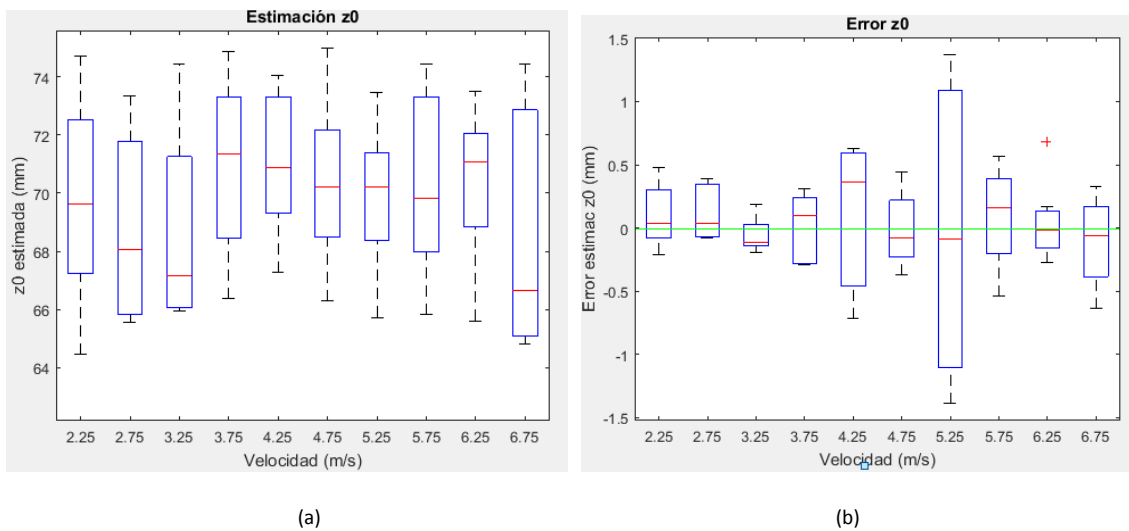 Estimación z0
z0 estimada (mm)
74
72
70
68
66
64
2.25 2.75 3.25 3.75 4.25 4.75 5.25 5.75 6.25 6.75
Velocidad (m/s)
(a)
Error z0
Error estimac z0 (mm)
1.5
1
0.5
0
-0.5
-1
-1.5
2.25 2.75 3.25 3.75 4.25 4.75 5.25 5.75 6.25 6.75
Velocidad (m/s)
(b)